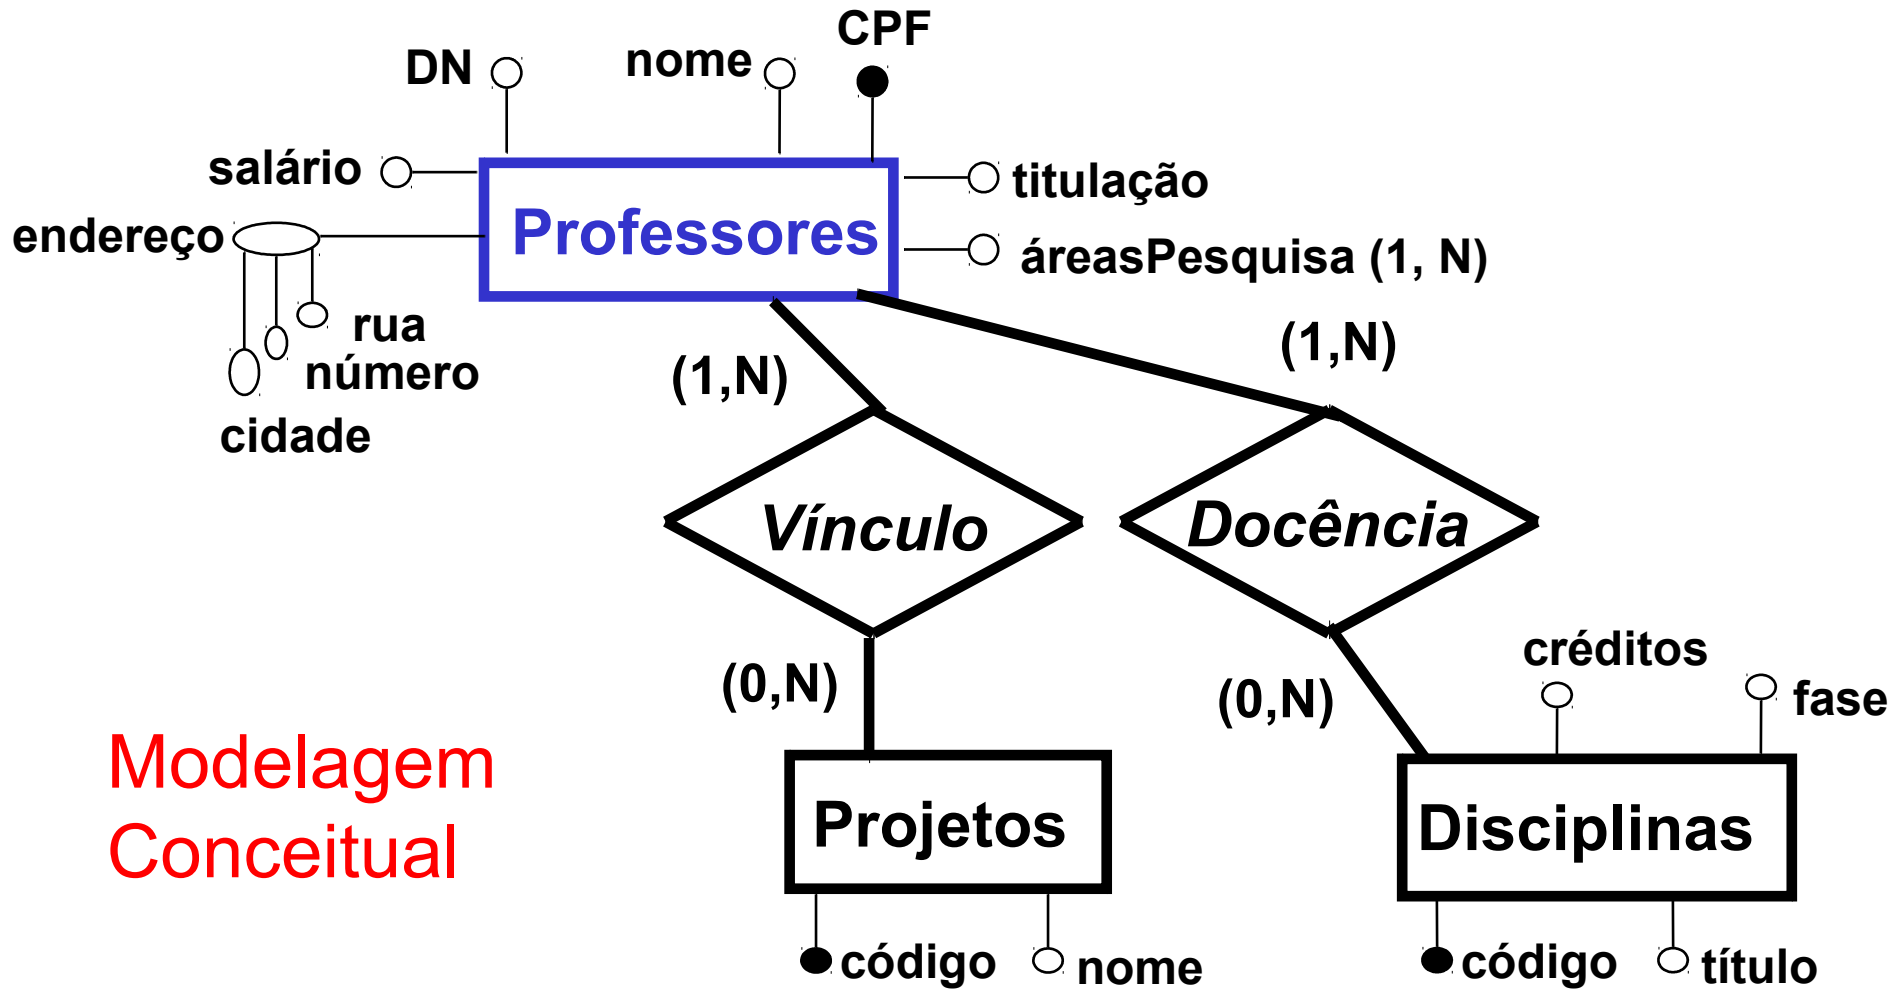 CPF
DN
nome
salário
titulação
endereço
Professores
áreasPesquisa (1, N)
rua
número
cidade
(1,N)
(1,N)
Vínculo
Docência
(0,N)
(0,N)
créditos
fase
Modelagem
Conceitual
Projetos
Disciplinas
código
nome
código
título